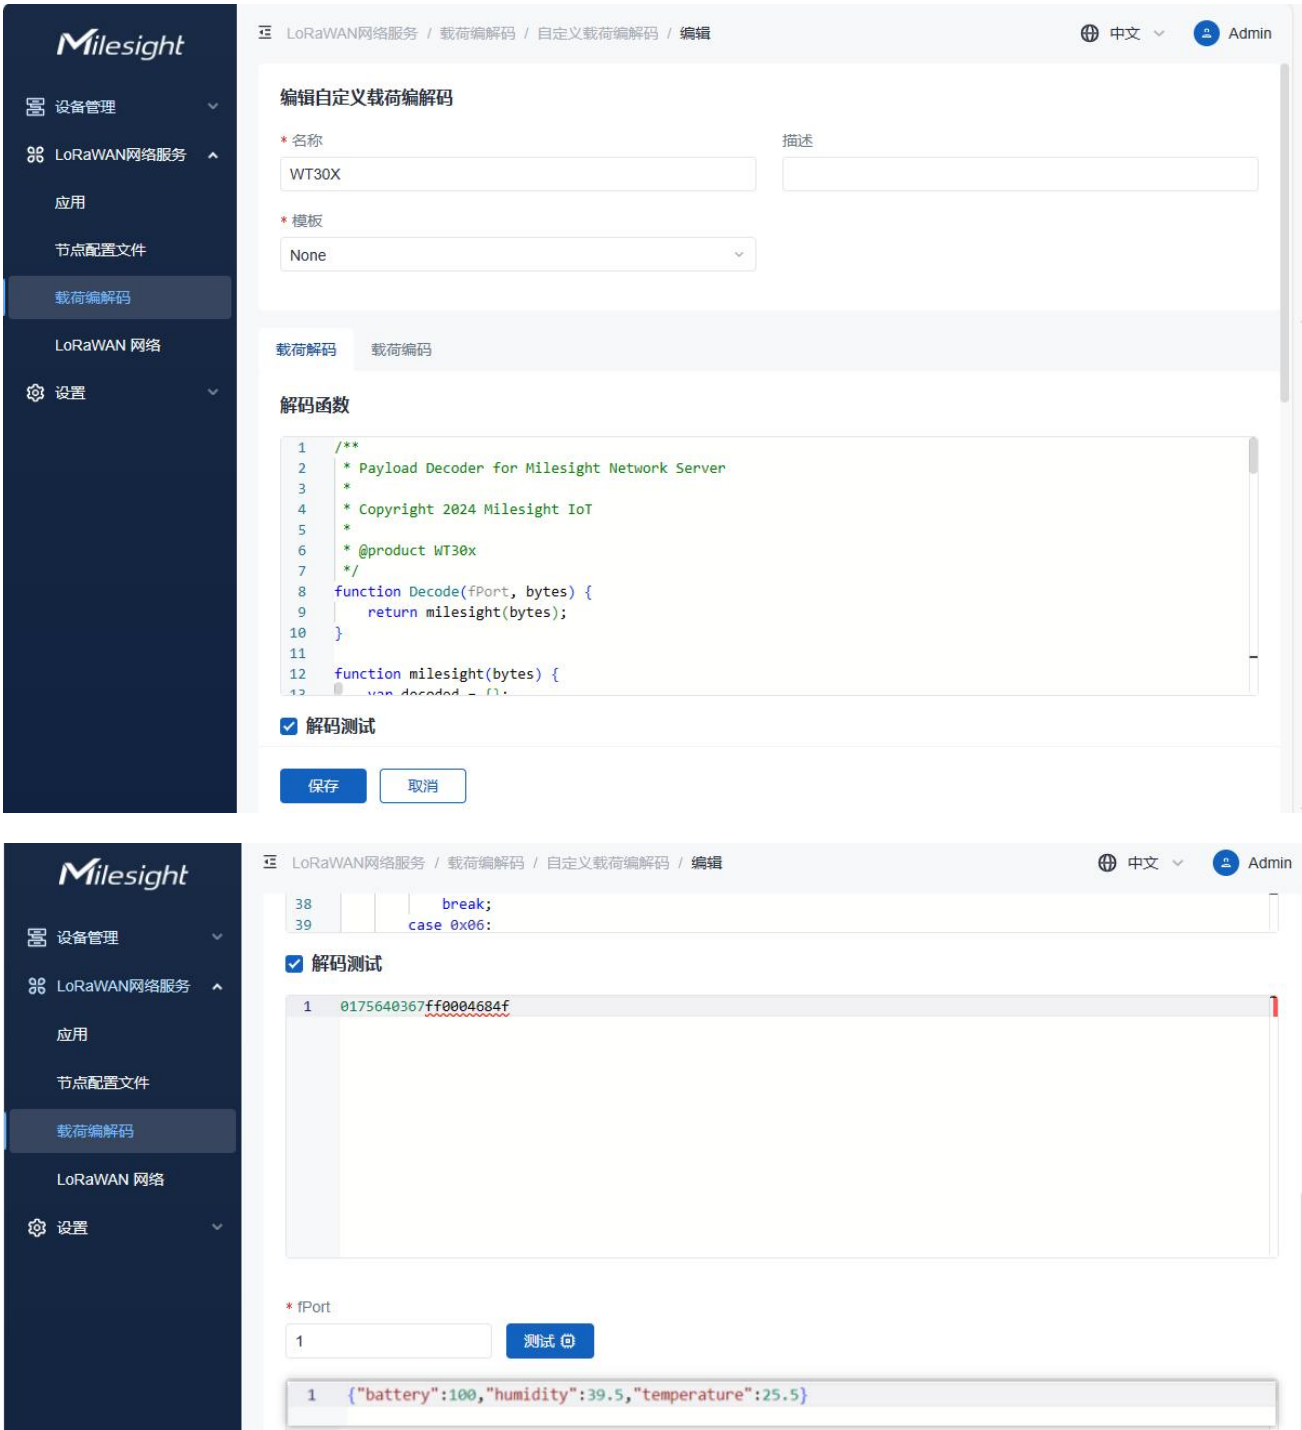 Milesight
LoRaWAN网络服务 / 载荷编解码 / 自定义载荷编解码 / 编辑
中文
Admin
设备管理
LoRaWAN网络服务
应用
节点配置文件
载荷编解码
LoRaWAN 网络
设置
编辑自定义载荷编解码
* 名称
描述
WT30X
* 模板
None
载荷解码 载荷编码
解码函数
1 /**
2 * Payload Decoder for Milesight Network Server
3 *
4 * Copyright 2024 Milesight IoT
5 *
6 * @product WT30x
7 */
8 function Decode(fPort, bytes) {
9 return milesight(bytes);
10 }
11
12 function milesight(bytes) {
13 var decoded = {};
解码测试
保存 取消
Milesight
LoRaWAN网络服务 / 载荷编解码 / 自定义载荷编解码 / 编辑
中文
Admin
设备管理
LoRaWAN网络服务
应用
节点配置文件
载荷编解码
LoRaWAN 网络
设置
38 break;
39 case 0x06:
解码测试
1 0175640367ff0004684f
* fPort
1
测试
1 {"battery":100,"humidity":39.5,"temperature":25.5}